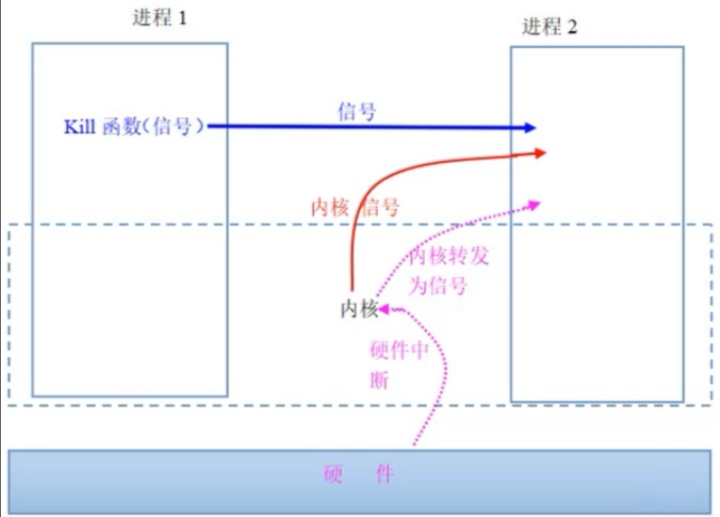 进程 1
进程 2
信号
Kill 函数(信号)
内核 信号
内核转发
为信号
内核
硬件中
断
硬 件